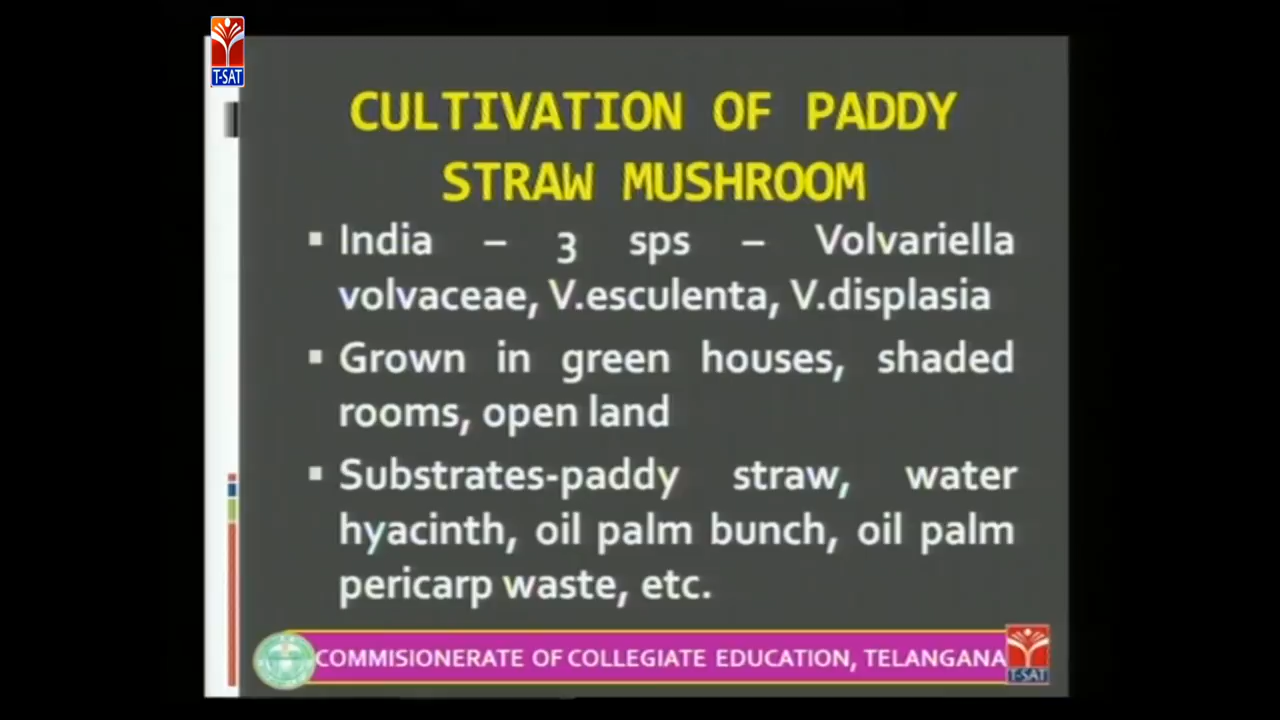 T-SAT
CULTIVATION OF PADDY
STRAW MUSHROOM
▪ India – 3 sps – Volvariella
volvaceae, V.esculenta, V.displasia
▪ Grown in green houses, shaded
rooms, open land
▪ Substrates-paddy straw, water
hyacinth, oil palm bunch, oil palm
pericarp waste, etc.
COMMISIONERATE OF COLLEGIATE EDUCATION, TELANGANA
T-SAT